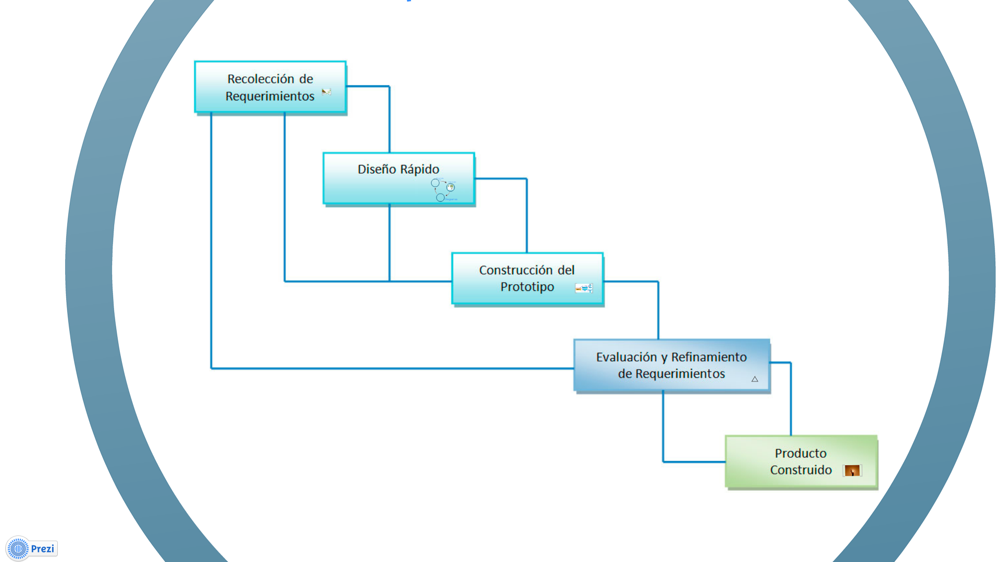 Recolección de
Requerimientos
Diseño Rápido
Construcción del
Prototipo
Evaluación y Refinamiento
de Requerimientos
Producto
Construido
Prezi